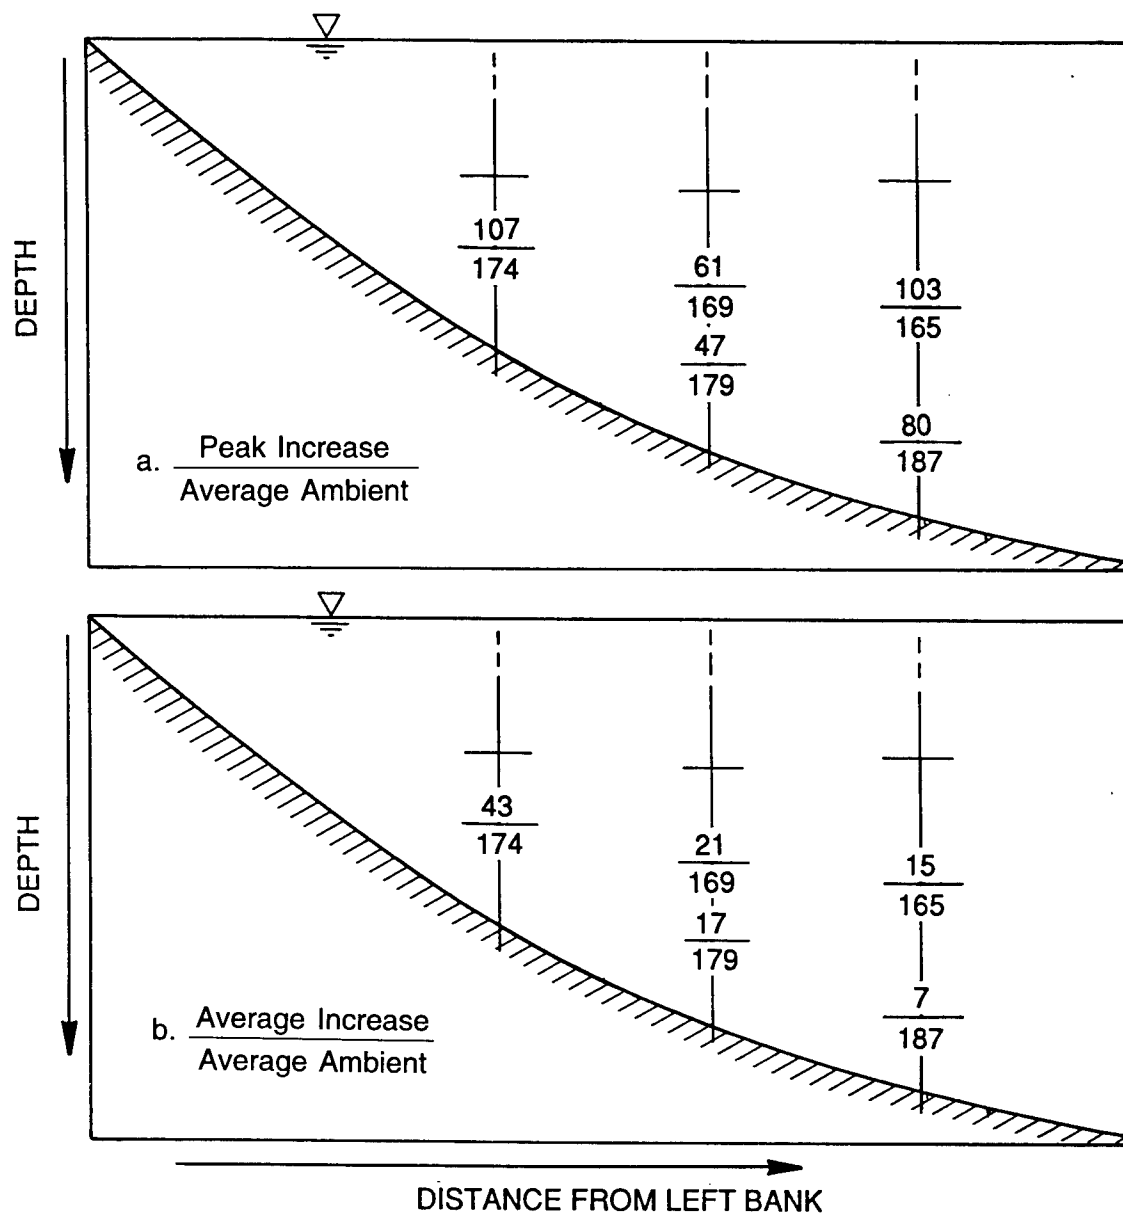 DEPTH
107
174
61
169
47
179
103
165
80
187
a. Peak Increase
Average Ambient
DEPTH
43
174
21
169
17
179
15
165
7
187
b. Average Increase
Average Ambient
DISTANCE FROM LEFT BANK